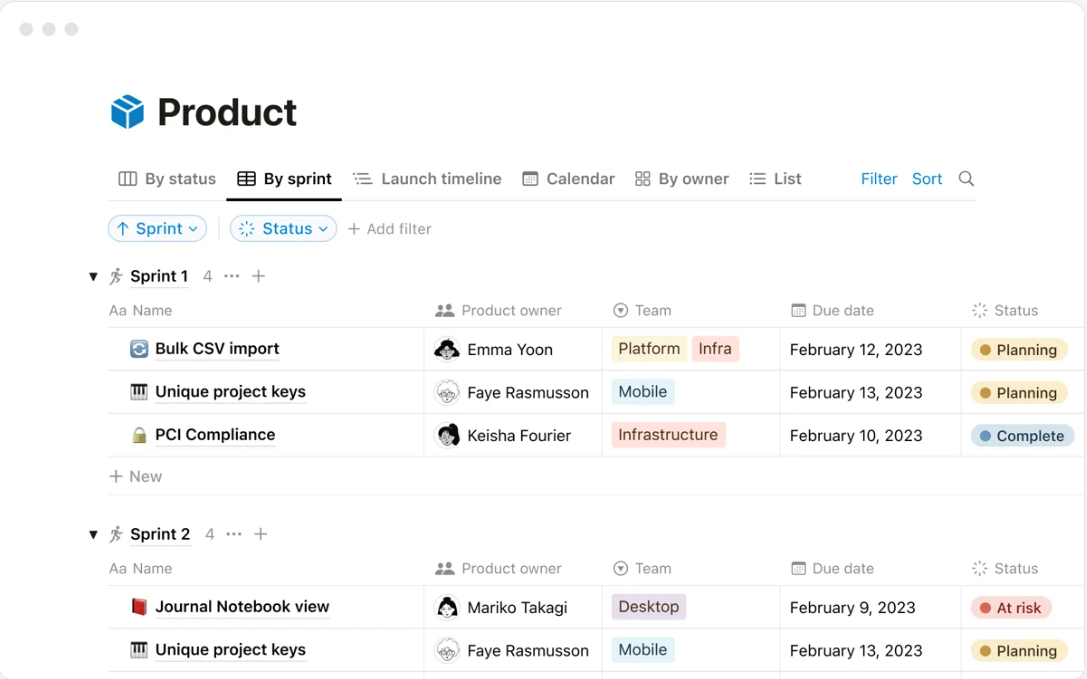 Product
By status By sprint Launch timeline Calendar By owner List Filter Sort
Sprint Status Add filter
Sprint 1 4
Aa Name Product owner Team Due date Status
Bulk CSV import Emma Yoon Platform Infra February 12, 2023 Planning
Unique project keys Faye Rasmusson Mobile February 13, 2023 Planning
PCI Compliance Keisha Fourier Infrastructure February 10, 2023 Complete
+ New
Sprint 2 4
Aa Name Product owner Team Due date Status
Journal Notebook view Mariko Takagi Desktop February 9, 2023 At risk
Unique project keys Faye Rasmusson Mobile February 13, 2023 Planning